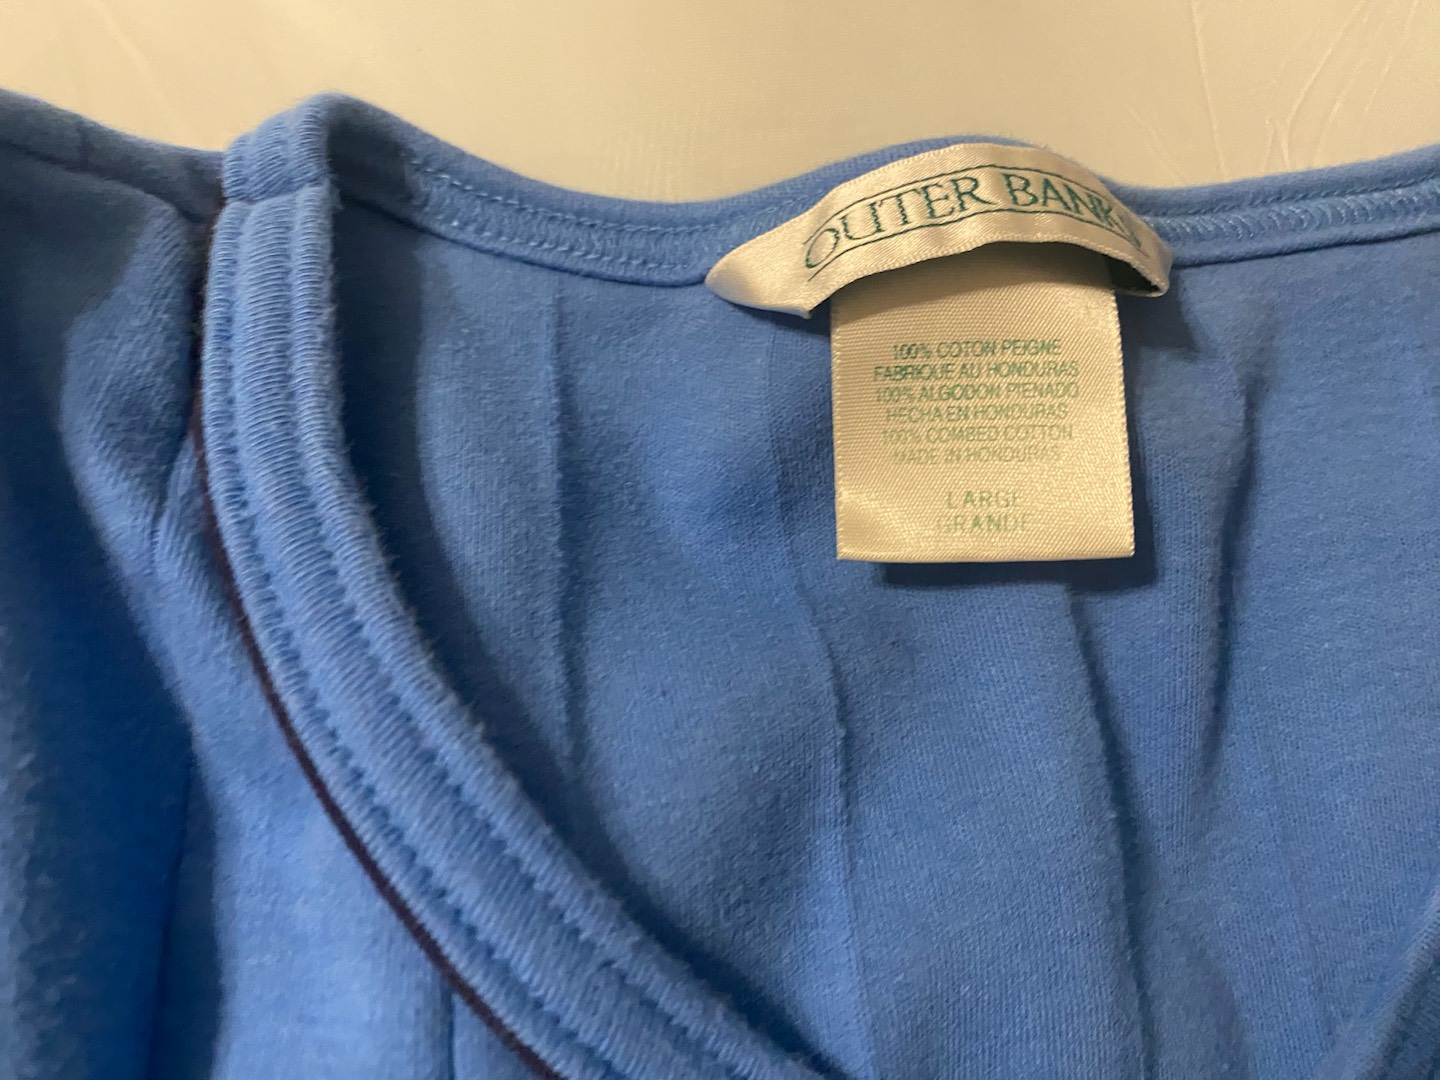 OUTER BANKS
100% COTON PEIGNE
FABRIQUE AU HONDURAS
100% ALGODON PIENADO
HECHA EN HONDURAS
100% COMBED COTTON
MADE IN HONDURAS
LARGE
GRANDE